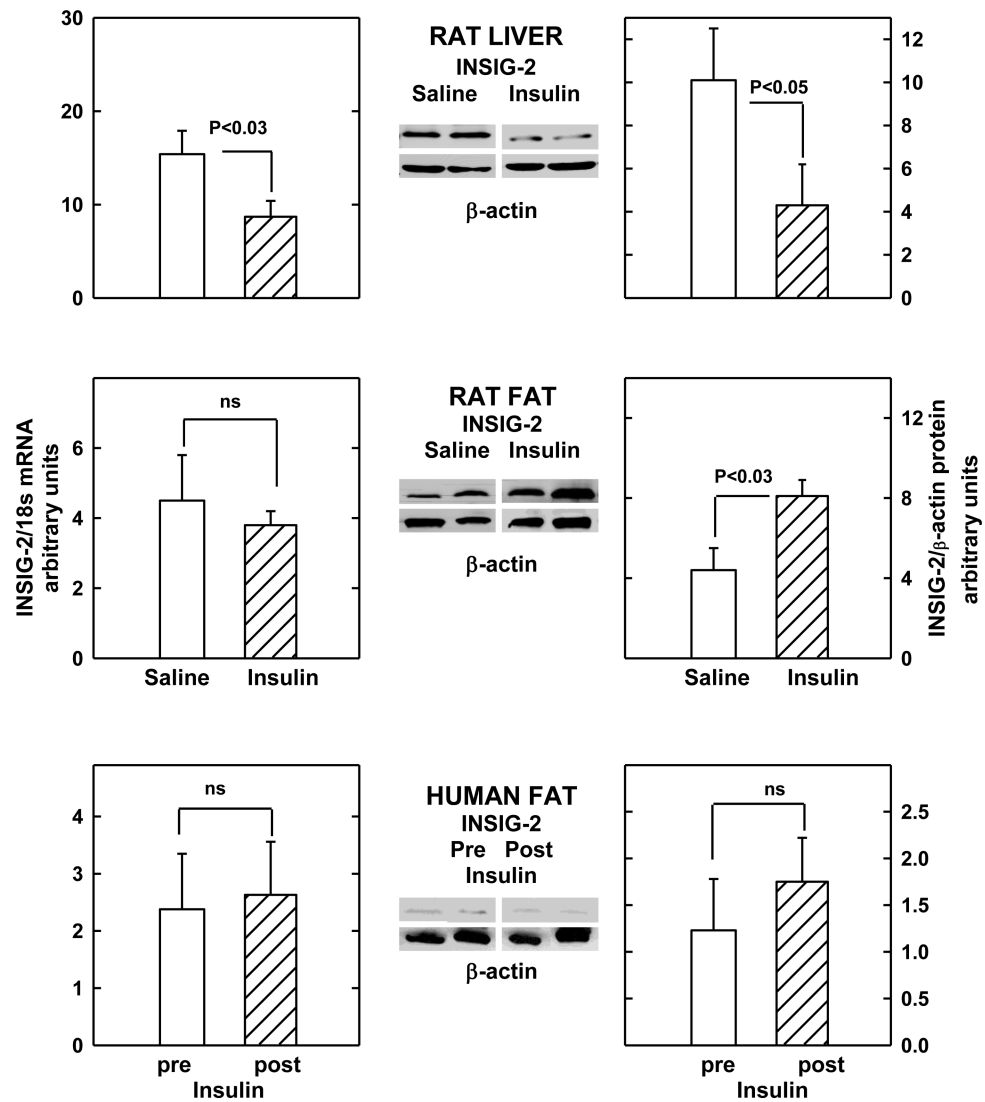 30
20
10
0
P<0.03
RAT LIVER
INSIG-2
Saline Insulin
β-actin
P<0.05
12
10
8
6
4
2
0
INSIG-2/18s mRNA
arbitrary units
6
4
2
0
ns
Saline Insulin
RAT FAT
INSIG-2
Saline Insulin
β-actin
P<0.03
12
8
4
0
Saline Insulin
INSIG-2/β-actin protein
arbitrary units
4
3
2
1
0
ns
pre post
Insulin
HUMAN FAT
INSIG-2
Pre Post
Insulin
β-actin
ns
2.5
2.0
1.5
1.0
0.5
0.0
pre post
Insulin